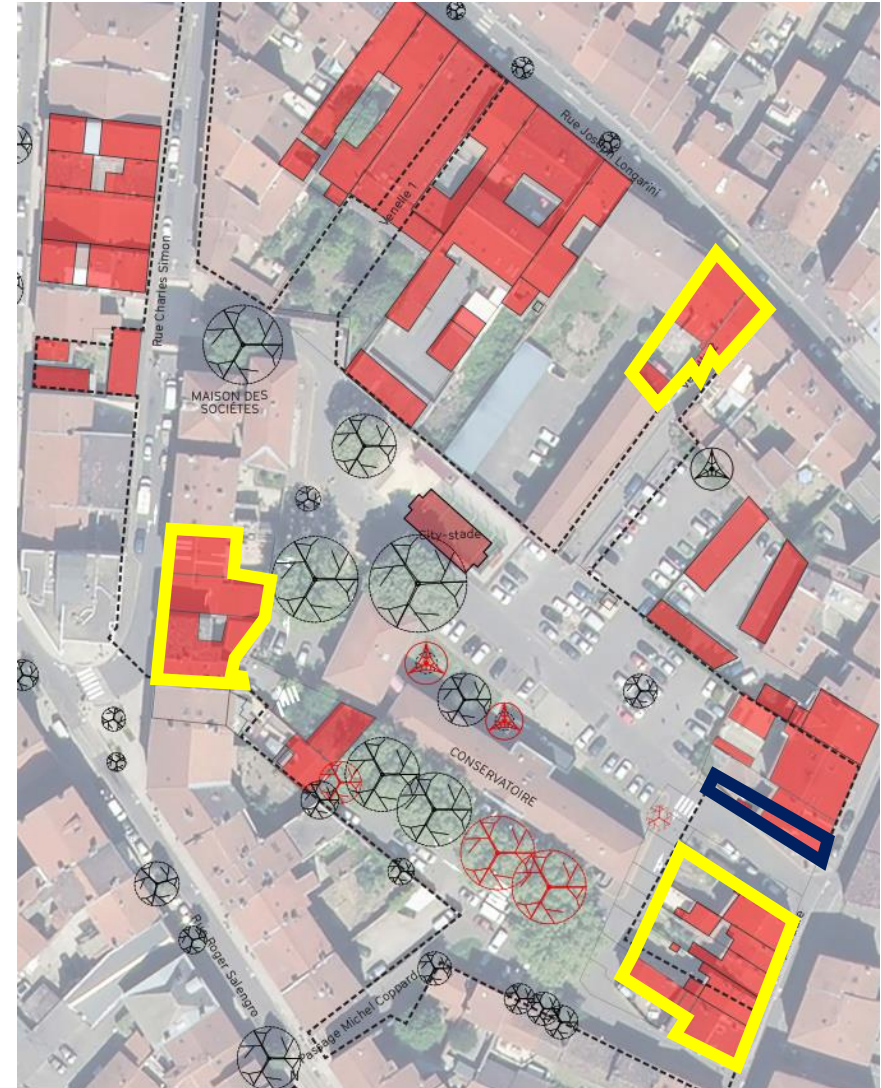 Rue Joseph Longarini
Venelle 1
Rue Charles Simon
MAISON DES
SOCIÉTÉS
City-stade
CONSERVATOIRE
Rue Roger Salengro
Passage Michel Coppard